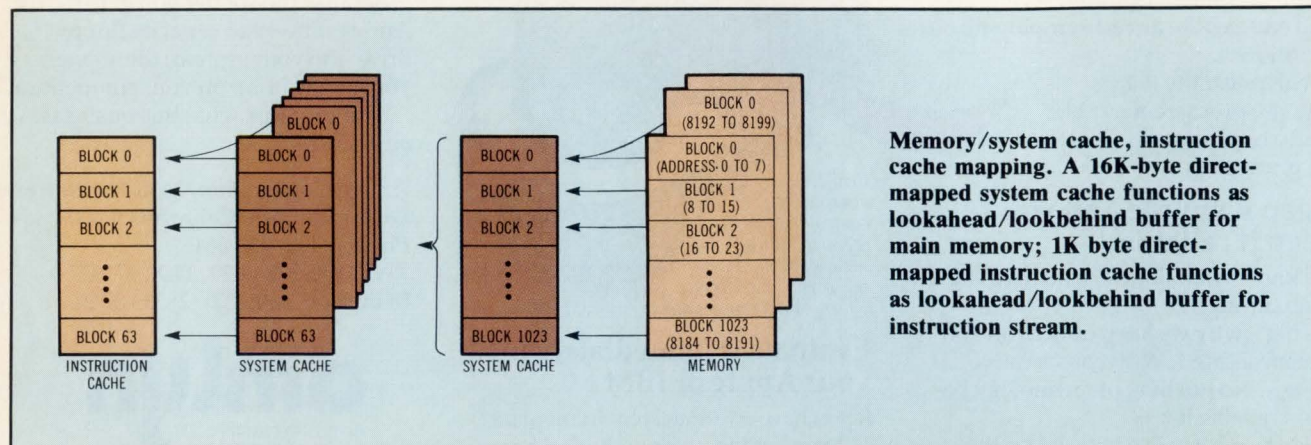 BLOCK 0
BLOCK 0
BLOCK 1
BLOCK 2
BLOCK 63
INSTRUCTION
CACHE
BLOCK 0
BLOCK 1
BLOCK 2
BLOCK 63
SYSTEM CACHE
BLOCK 0
BLOCK 1
BLOCK 2
BLOCK 1023
SYSTEM CACHE
BLOCK 0
(8192 TO 8199)
BLOCK 0
(ADDRESS 0 TO 7)
BLOCK 1
(8 TO 15)
BLOCK 2
(16 TO 23)
BLOCK 1023
(8184 TO 8191)
MEMORY
Memory/system cache, instruction
cache mapping. A 16K-byte direct-
mapped system cache functions as
lookahead/lookbehind buffer for
main memory; 1K byte direct-
mapped instruction cache functions
as lookahead/lookbehind buffer for
instruction stream.